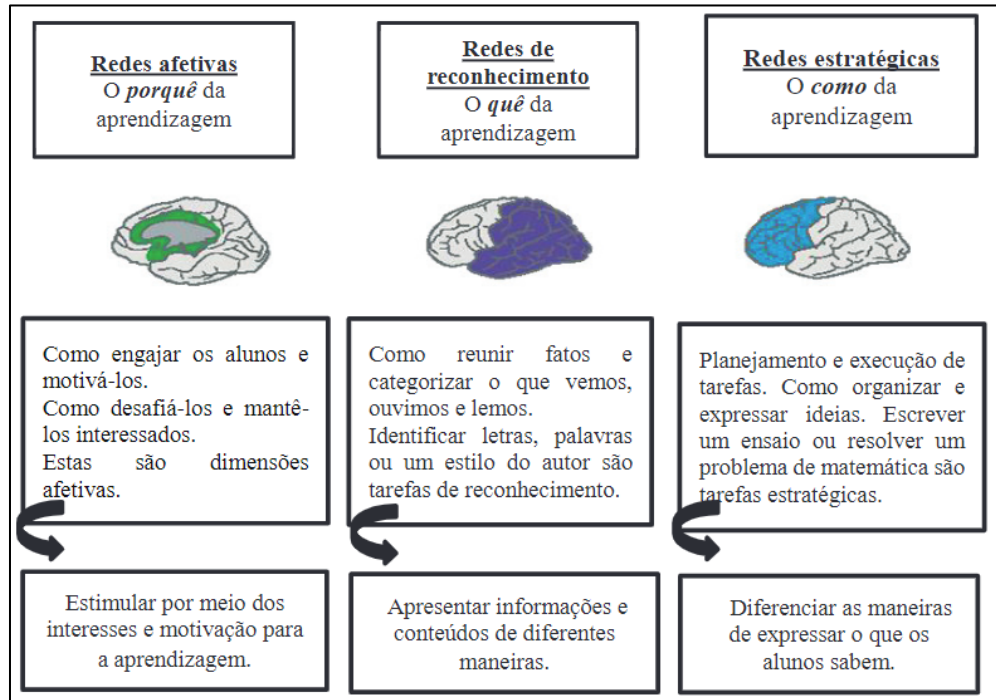 Redes afetivas
O porquê da
aprendizagem
Redes de
reconhecimento
O quê da
aprendizagem
Redes estratégicas
O como da
aprendizagem
Como engajar os alunos e
motivá-los.
Como desafiá-los e mantê-
los interessados.
Estas são dimensões
afetivas.
Como reunir fatos e
categorizar o que vemos,
ouvimos e lemos.
Identificar letras, palavras
ou um estilo do autor são
tarefas de reconhecimento.
Planejamento e execução de
tarefas. Como organizar e
expressar ideias. Escrever
um ensaio ou resolver um
problema de matemática são
tarefas estratégicas.
Estimular por meio dos
interesses e motivação para
a aprendizagem.
Apresentar informações e
conteúdos de diferentes
maneiras.
Diferenciar as maneiras
de expressar o que os
alunos sabem.